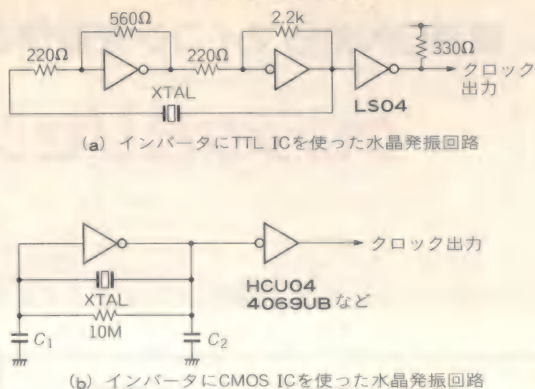 560Ω
2.2k
220Ω
220Ω
330Ω
XTAL
クロック
出力
LS04
(a) インバータにTTL ICを使った水晶発振回路
クロック出力
XTAL
HCU04
4069UBなど
10M
C₁
C₂
(b) インバータにCMOS ICを使った水晶発振回路